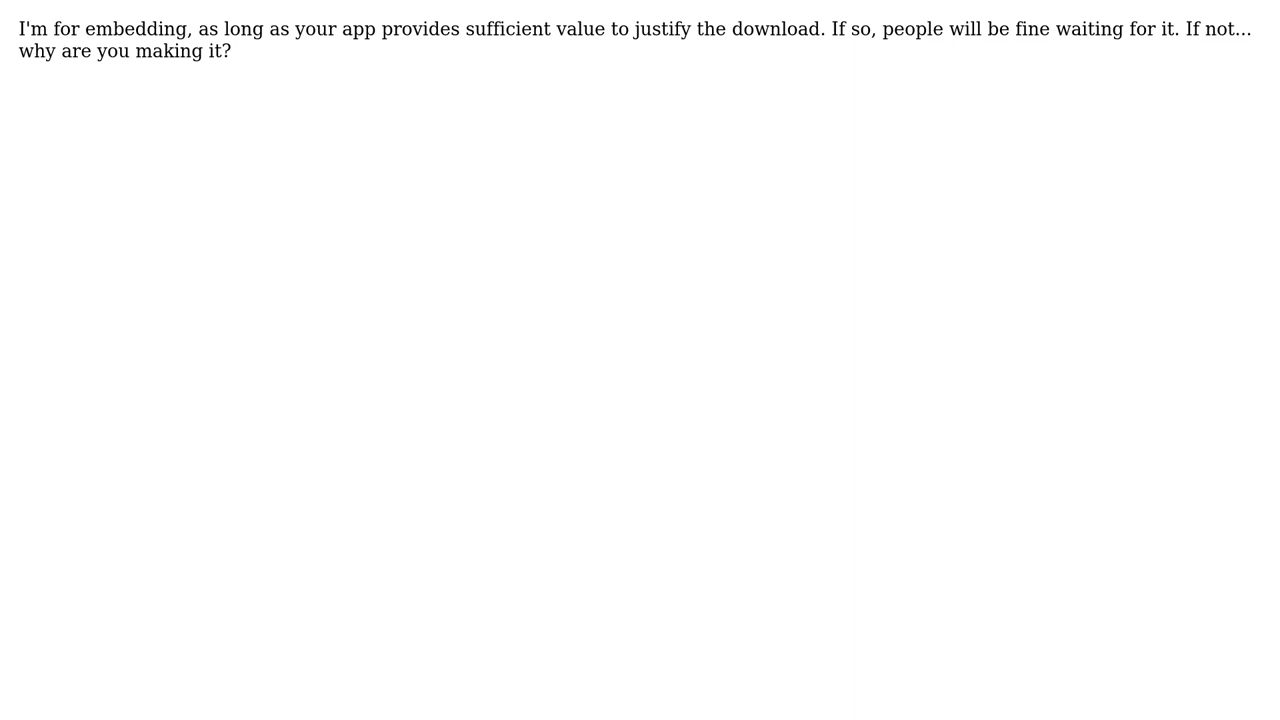 I'm for embedding, as long as your app provides sufficient value to justify the download. If so, people will be fine waiting for it. If not...
why are you making it?